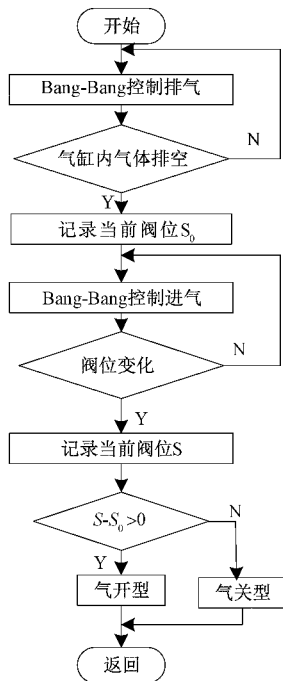 开始
Bang-Bang控制排气
气缸内气体排空
N
Y
记录当前阀位S₀
Bang-Bang控制进气
阀位变化
N
Y
记录当前阀位S
S-S₀>0
N
Y
气开型
气关型
返回